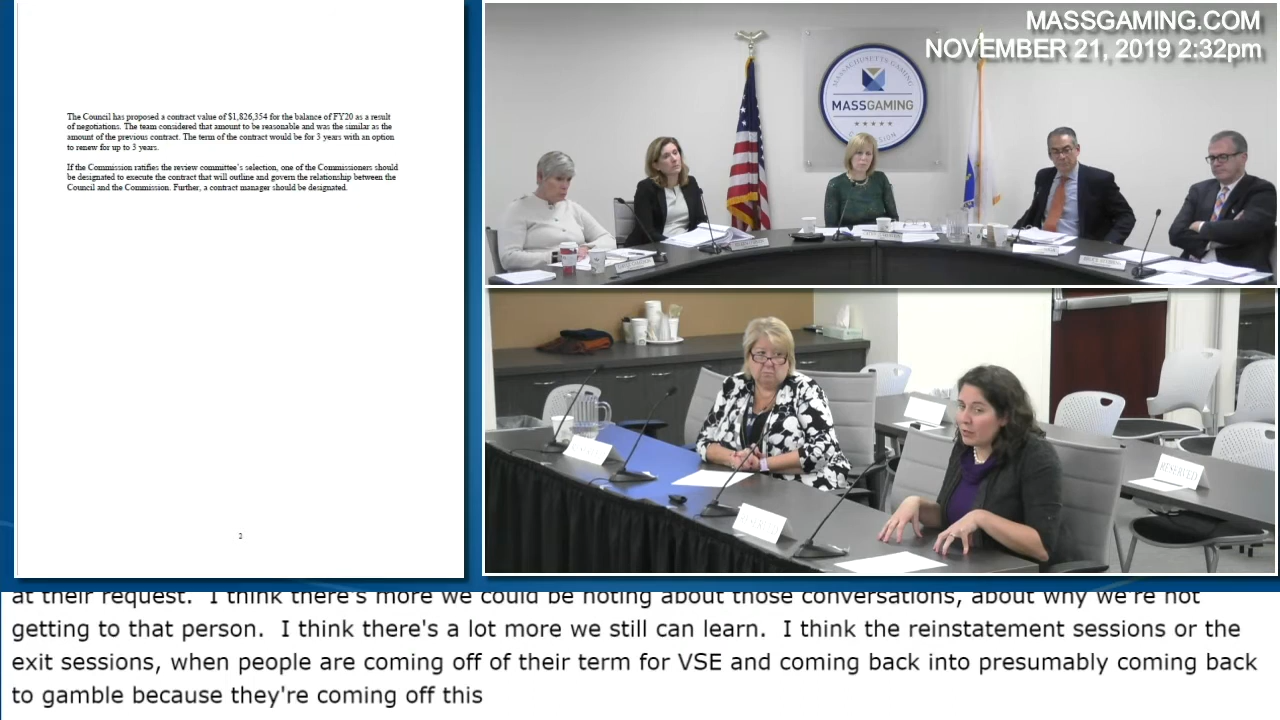 The Council has proposed a contract value of $1,826,354 for the balance of FY20 as a result
of negotiations. The team considered that amount to be reasonable and was the similar as the
amount of the previous contract. The term of the contract would be for 3 years with an option
to renew for up to 3 years.
If the Commission ratifies the review committee's selection, one of the Commissioners should
be designated to execute the contract that will outline and govern the relationship between the
Council and the Commission. Further, a contract manager should be designated.
2
MASSGAMING.COM
NOVEMBER 21, 2019 2:32pm
MASSACHUSETTS GAMING
MASSGAMING
RESERVED
at their request. I think there's more we could be noting about those conversations, about why we're not
getting to that person. I think there's a lot more we still can learn. I think the reinstatement sessions or the
exit sessions, when people are coming off of their term for VSE and coming back into presumably coming back
to gamble because they're coming off this